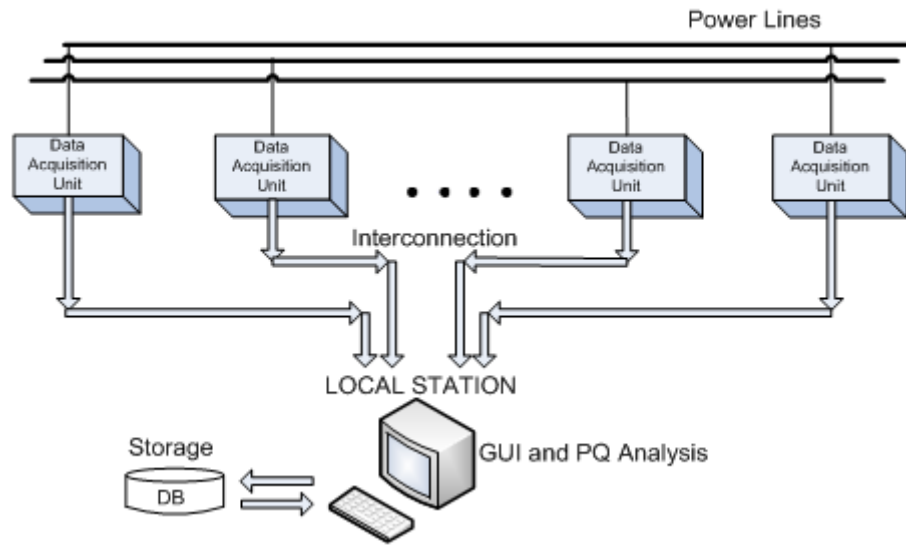 Power Lines
Data
Acquisition
Unit
Data
Acquisition
Unit
Data
Acquisition
Unit
Data
Acquisition
Unit
Interconnection
LOCAL STATION
GUI and PQ Analysis
Storage
DB